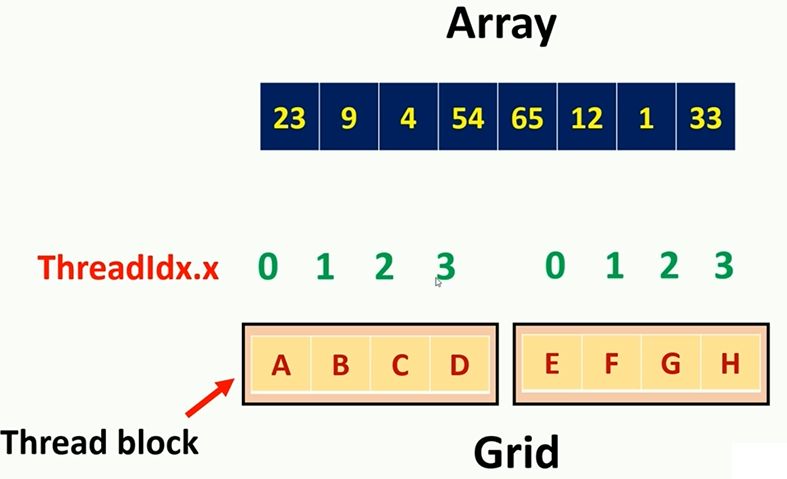 Array
23 9 4 54 65 12 1 33
ThreadIdx.x 0 1 2 3 0 1 2 3
A B C D E F G H
Thread block
Grid